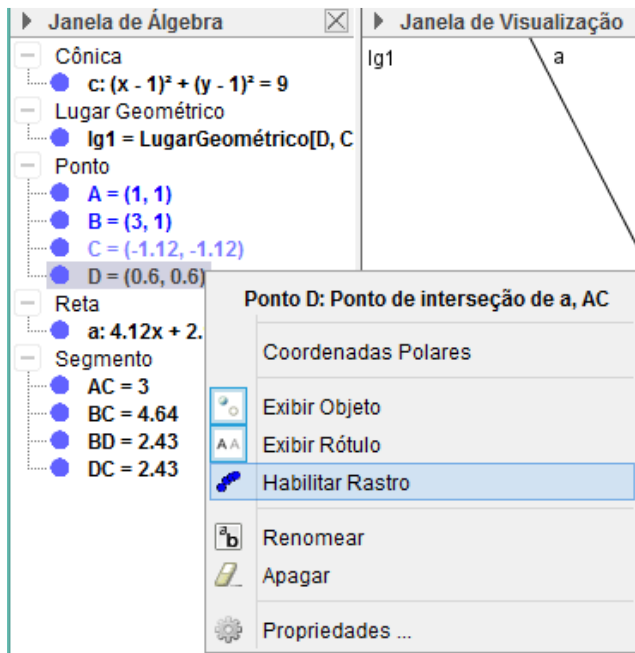 Janela de Álgebra
Cônica
c: (x - 1)² + (y - 1)² = 9
Lugar Geométrico
lg1 = LugarGeométrico[D, C
Ponto
A = (1, 1)
B = (3, 1)
C = (-1.12, -1.12)
D = (0.6, 0.6)
Reta
a: 4.12x + 2.
Segmento
AC = 3
BC = 4.64
BD = 2.43
DC = 2.43
Janela de Visualização
lg1
a
Ponto D: Ponto de interseção de a, AC
Coordenadas Polares
Exibir Objeto
AA Exibir Rótulo
Habilitar Rastro
ab Renomear
Apagar
Propriedades ...